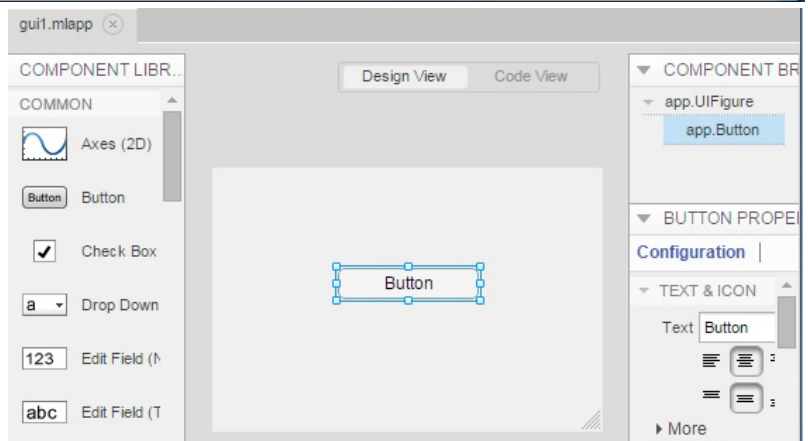 gui1.mlapp
COMPONENT LIBR..
COMMON
Axes (2D)
Button Button
Check Box
a Drop Down
123 Edit Field (N
abc Edit Field (T
Design View Code View
Button
COMPONENT BR
app.UIFigure
app.Button
BUTTON PROPE
Configuration
TEXT & ICON
Text Button
More